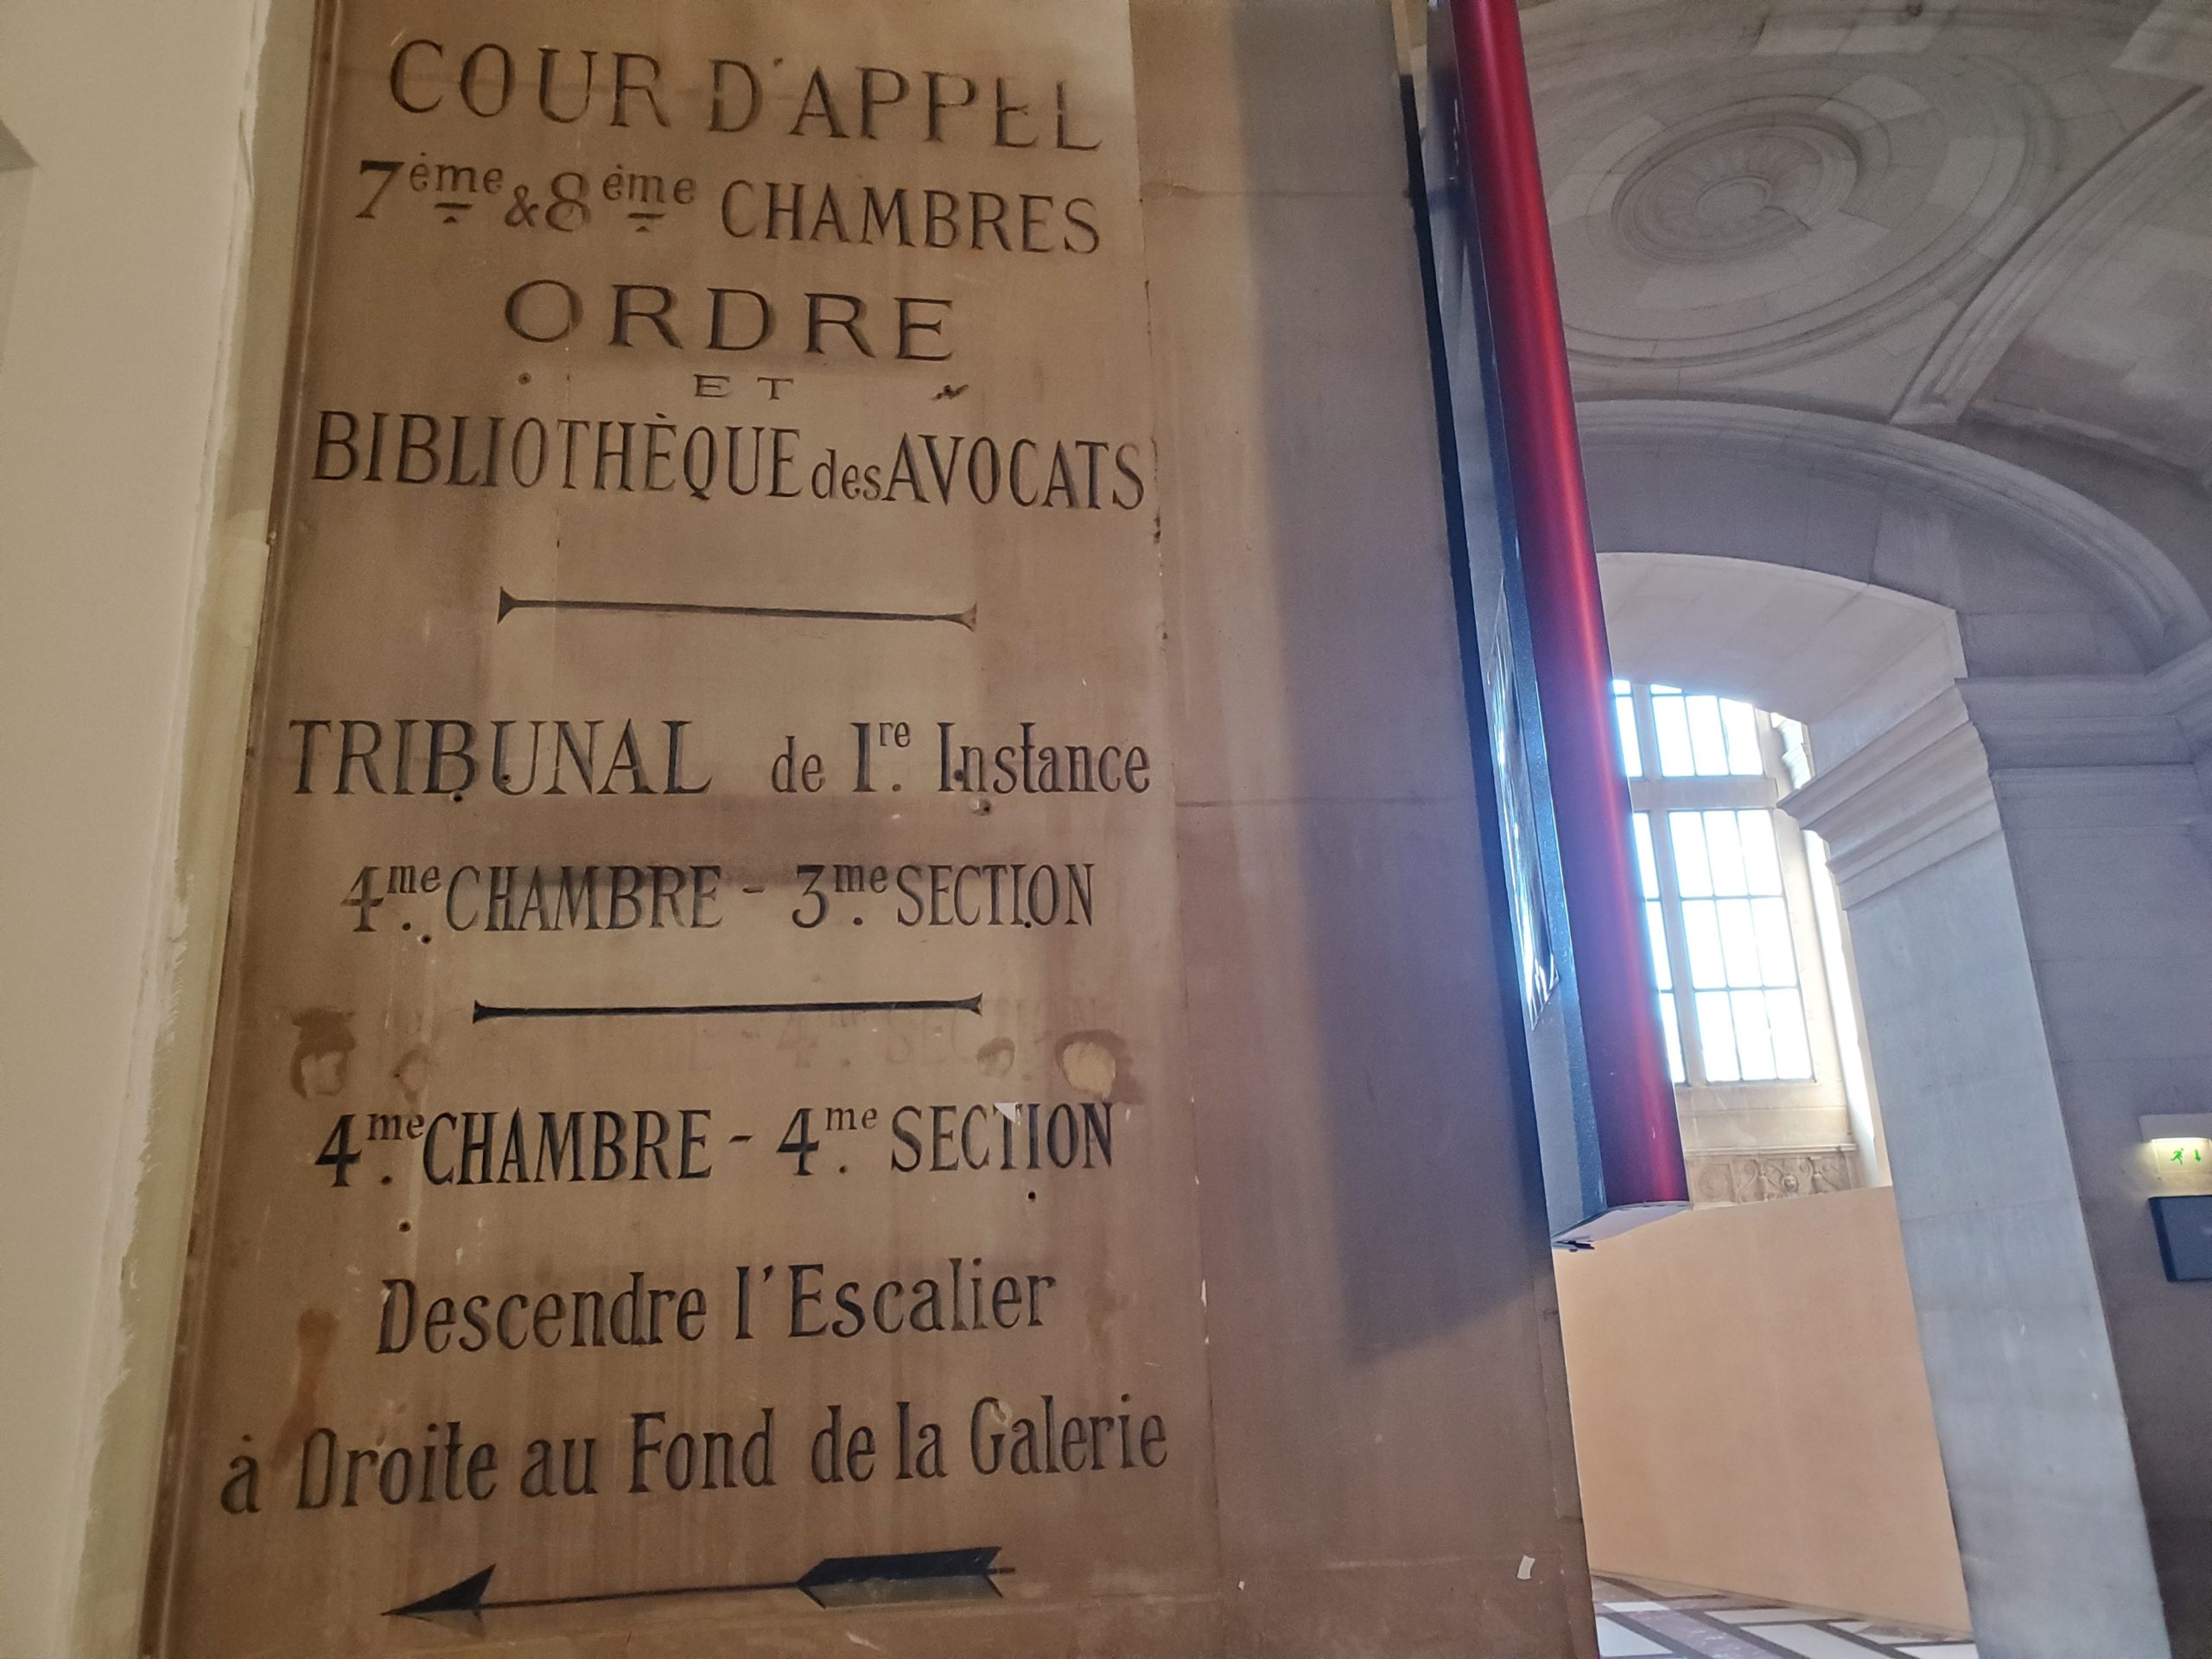 COUR D'APPEL
7ème & 8ème CHAMBRES
ORDRE
ET
BIBLIOTHÈQUE des AVOCATS
TRIBUNAL de 1re Instance
4me CHAMBRE - 3me SECTION
4me CHAMBRE - 4me SECTION
Descendre l'Escalier
à Droite au Fond de la Galerie